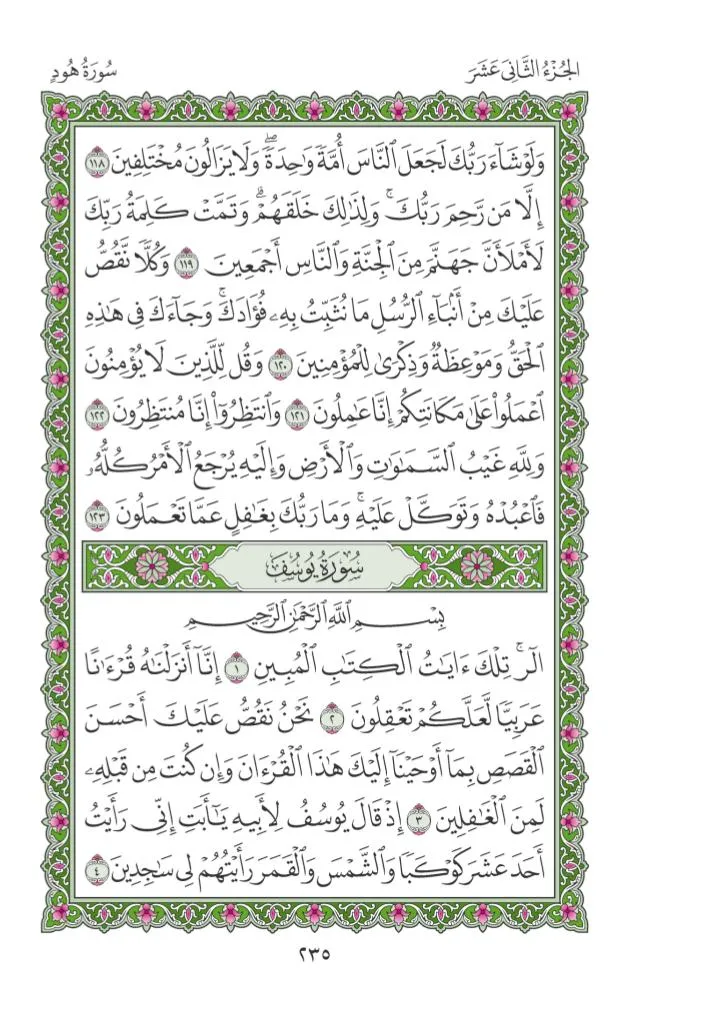 الجُزْءُ الثَّانِي عَشَرَ
سُورَةُ هُودٍ
وَلَوْ شَآءَ رَبُّكَ لَجَعَلَ ٱلنَّاسَ أُمَّةً وَٰحِدَةً ۖ وَلَا يَزَالُونَ مُخْتَلِفِينَ ١١٨
إِلَّا مَن رَّحِمَ رَبُّكَ ۚ وَلِذَٰلِكَ خَلَقَهُمْ ۗ وَتَمَّتْ كَلِمَةُ رَبِّكَ
لَأَمْلَأَنَّ جَهَنَّمَ مِنَ ٱلْجِنَّةِ وَٱلنَّاسِ أَجْمَعِينَ ١١٩ وَكُلًّا نَّقُصُّ
عَلَيْكَ مِنْ أَنۢبَآءِ ٱلرُّسُلِ مَا نُثَبِّتُ بِهِۦ فُؤَادَكَ ۚ وَجَآءَكَ فِى هَٰذِهِ
ٱلْحَقُّ وَمَوْعِظَةٌ وَذِكْرَىٰ لِلْمُؤْمِنِينَ ١٢٠ وَقُل لِّلَّذِينَ لَا يُؤْمِنُونَ
ٱعْمَلُوا۟ عَلَىٰ مَكَانَتِكُمْ إِنَّا عَٰمِلُونَ ١٢١ وَٱنتَظِرُوٓا۟ إِنَّا مُنتَظِرُونَ ١٢٢
وَلِلَّهِ غَيْبُ ٱلسَّمَٰوَٰتِ وَٱلْأَرْضِ وَإِلَيْهِ يُرْجَعُ ٱلْأَمْرُ كُلُّهُۥ
فَٱعْبُدْهُ وَتَوَكَّلْ عَلَيْهِ ۚ وَمَا رَبُّكَ بِغَٰفِلٍ عَمَّا تَعْمَلُونَ ١٢٣
سُورَةُ يُوسُفَ
بِسْمِ ٱللَّهِ ٱلرَّحْمَٰنِ ٱلرَّحِيمِ
الٓر ۚ تِلْكَ ءَايَٰتُ ٱلْكِتَٰبِ ٱلْمُبِينِ ١ إِنَّآ أَنزَلْنَٰهُ قُرْءَٰنًا
عَرَبِيًّا لَّعَلَّكُمْ تَعْقِلُونَ ٢ نَحْنُ نَقُصُّ عَلَيْكَ أَحْسَنَ
ٱلْقَصَصِ بِمَآ أَوْحَيْنَآ إِلَيْكَ هَٰذَا ٱلْقُرْءَانَ وَإِن كُنتَ مِن قَبْلِهِۦ
لَمِنَ ٱلْغَٰفِلِينَ ٣ إِذْ قَالَ يُوسُفُ لِأَبِيهِ يَٰٓأَبَتِ إِنِّى رَأَيْتُ
أَحَدَ عَشَرَ كَوْكَبًا وَٱلشَّمْسَ وَٱلْقَمَرَ رَأَيْتُهُمْ لِى سَٰجِدِينَ ٤
٢٣٥